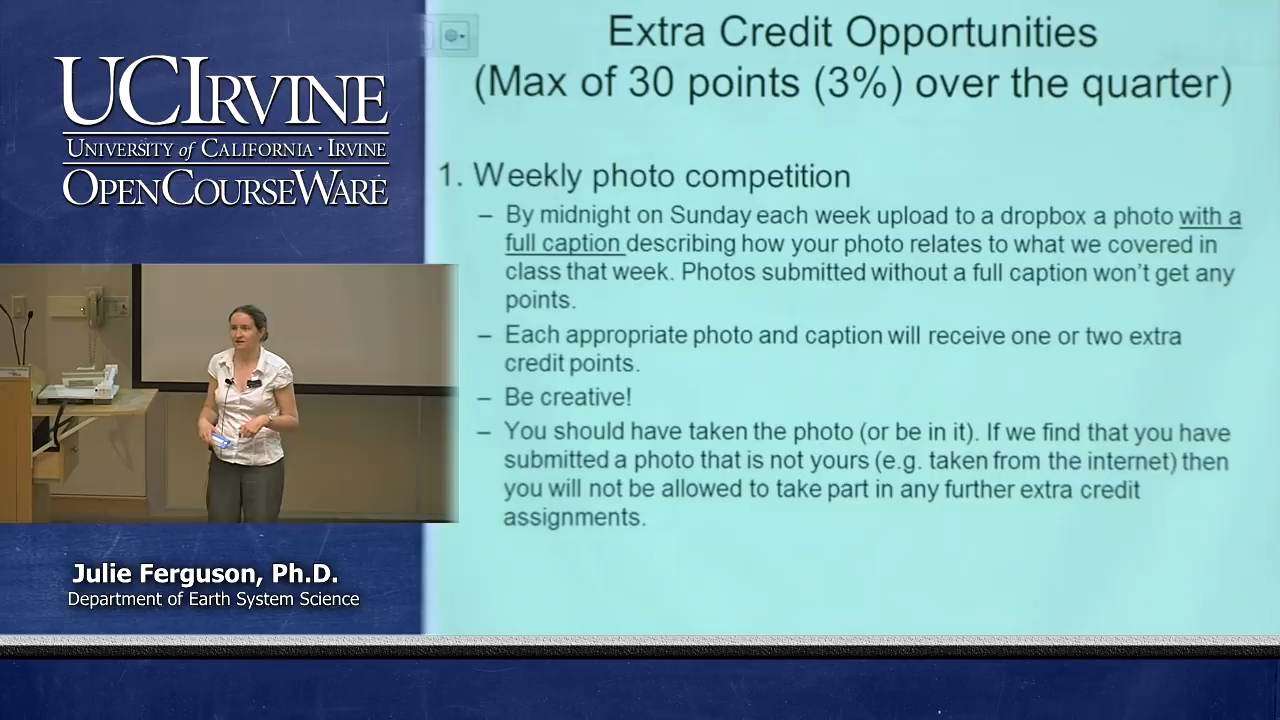 UCIRVINE
UNIVERSITY of CALIFORNIA · IRVINE
OPENCOURSEWARE
Extra Credit Opportunities
(Max of 30 points (3%) over the quarter)
1. Weekly photo competition
– By midnight on Sunday each week upload to a dropbox a photo with a
full caption describing how your photo relates to what we covered in
class that week. Photos submitted without a full caption won't get any
points.
– Each appropriate photo and caption will receive one or two extra
credit points.
– Be creative!
– You should have taken the photo (or be in it). If we find that you have
submitted a photo that is not yours (e.g. taken from the internet) then
you will not be allowed to take part in any further extra credit
assignments.
Julie Ferguson, Ph.D.
Department of Earth System Science